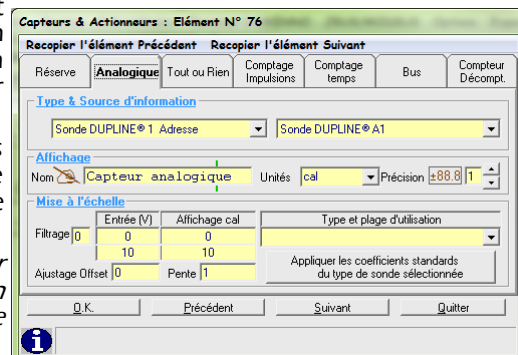 Capteurs & Actionneurs : Elément N° 76
Recopier l'élément Précédent Recopier l'élément Suivant
Réserve Analogique Tout ou Rien Comptage Impulsions Comptage temps Bus Compteur Décompt.
Type & Source d'information
Sonde DUPLINE® 1 Adresse Sonde DUPLINE® A1
Affichage
Nom Capteur analogique Unités cal Précision ±88.8 1
Mise à l'échelle
Entrée (V) Affichage cal Type et plage d'utilisation
Filtrage 0 0 0
10 10
Appliquer les coefficients standards
du type de sonde sélectionnée
Ajustage Offset 0 Pente 1
O.K. Précédent Suivant Quitter